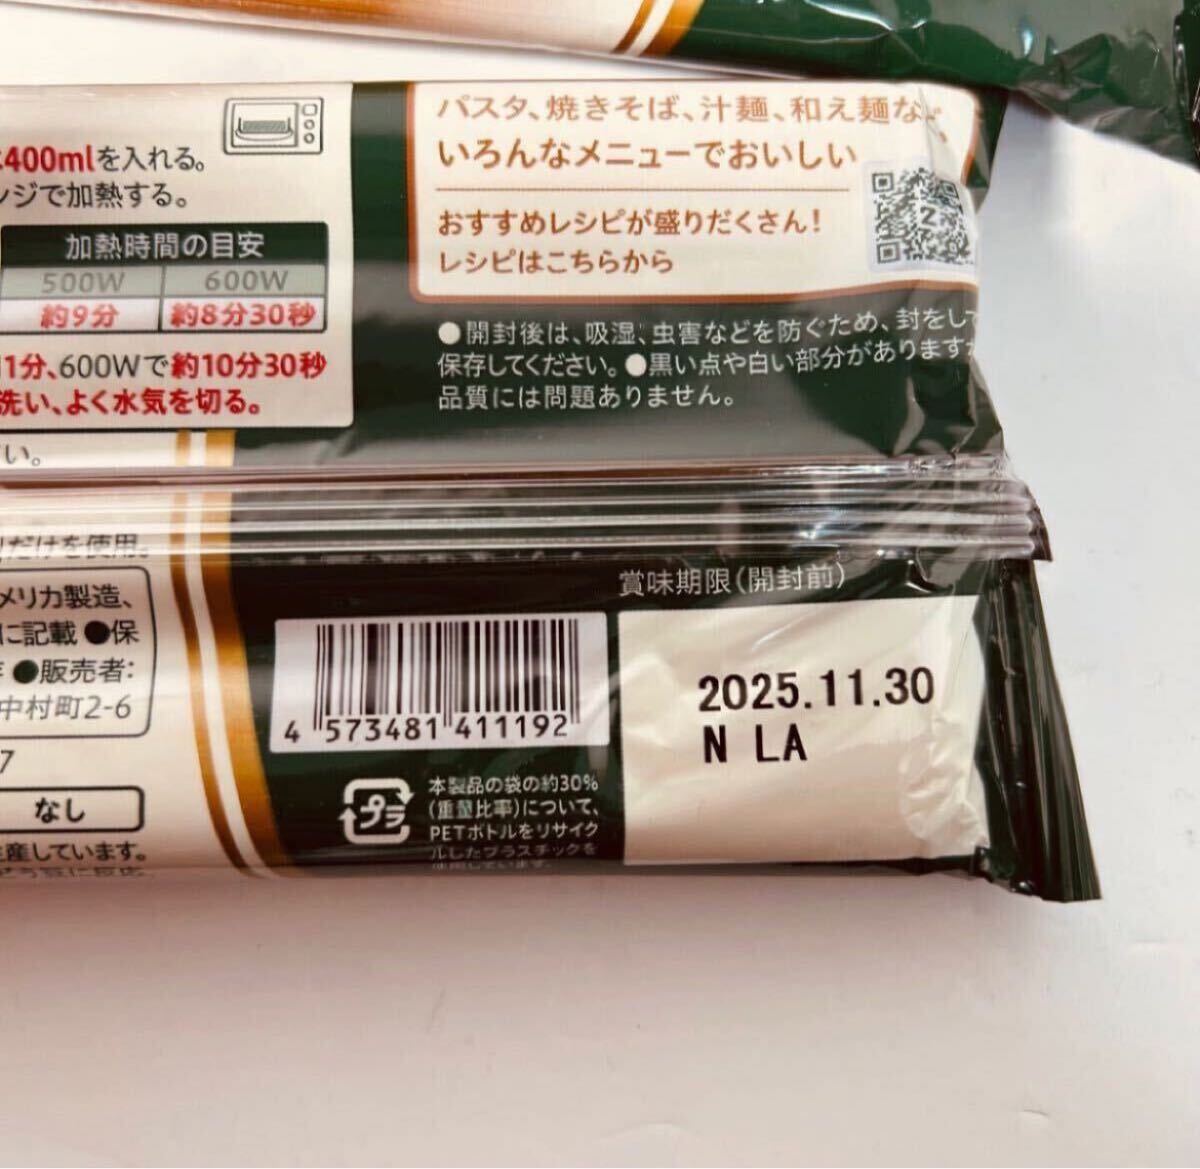 400mlを入れる。
ンジで加熱する。
加熱時間の目安
500W 600W
約9分 約8分30秒
1分、600Wで約10分30秒
洗い、よく水気を切る。
い。
パスタ、焼きそば、汁麺、和え麺な
いろんなメニューでおいしい
おすすめレシピが盛りだくさん!
レシピはこちらから
●開封後は、吸湿、虫害などを防ぐため、封をして
保存してください。●黒い点や白い部分があります
品質には問題ありません。
だけを使用。
メリカ製造、
に記載 ●保
●販売者:
中村町2-6
7
なし
生産しています。
賞味期限(開封前)
2025.11.30
N LA
4 573481 411192
プラ
本製品の袋の約30%
(重量比率)について、
PETボトルをリサイク
ルしたプラスチックを
使用しています。